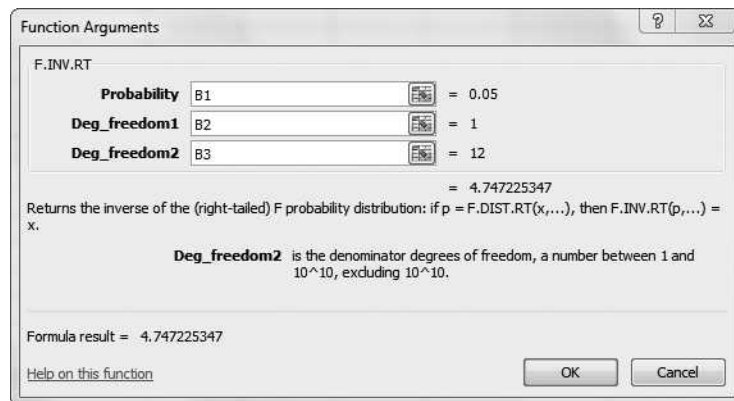 Function Arguments
?
F.INV.RT
Probability B1 = 0.05
Deg_freedom1 B2 = 1
Deg_freedom2 B3 = 12
= 4.747225347
Returns the inverse of the (right-tailed) F probability distribution: if p = F.DIST.RT(x,...), then F.INV.RT(p,...) =
x.
Deg_freedom2 is the denominator degrees of freedom, a number between 1 and
10^10, excluding 10^10.
Formula result = 4.747225347
Help on this function OK Cancel